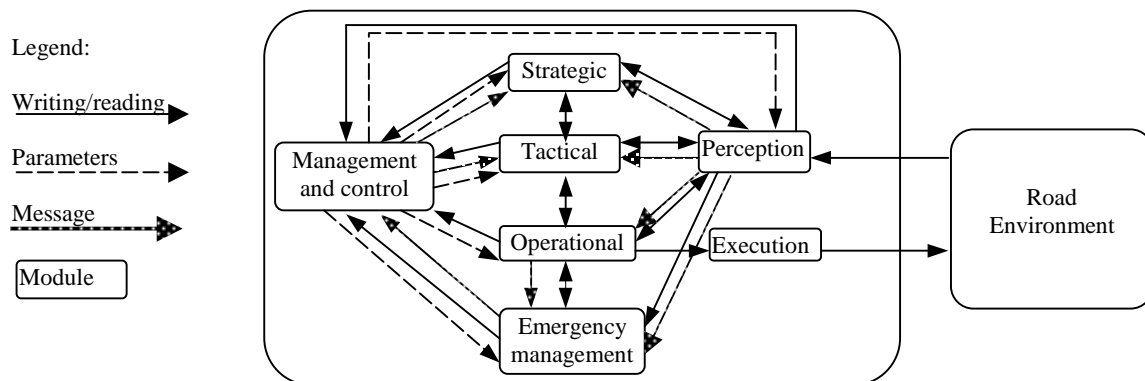 Legend:
Writing/reading
Parameters
Message
Module
Strategic
Tactical
Perception
Management
and control
Operational
Execution
Emergency
management
Road
Environment